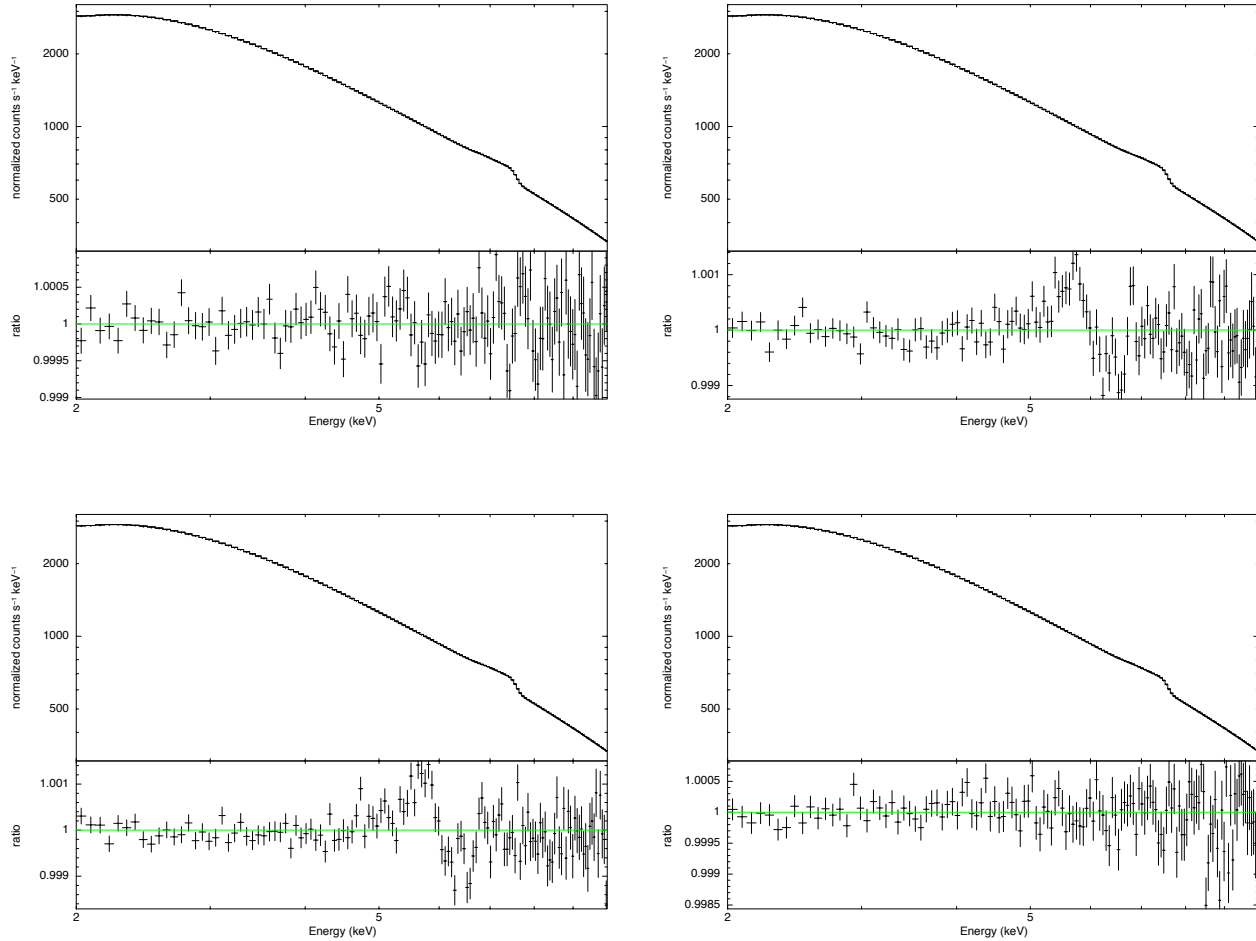 2000
1000
500
normalized counts s⁻¹ keV⁻¹
1.0005
1
0.9995
0.999
ratio
2
5
Energy (keV)
2000
1000
500
normalized counts s⁻¹ keV⁻¹
1.001
1
0.999
ratio
2
5
Energy (keV)
2000
1000
500
normalized counts s⁻¹ keV⁻¹
1.001
1
0.999
ratio
2
5
Energy (keV)
2000
1000
500
normalized counts s⁻¹ keV⁻¹
1.0005
1
0.9995
0.999
0.9985
ratio
2
5
Energy (keV)